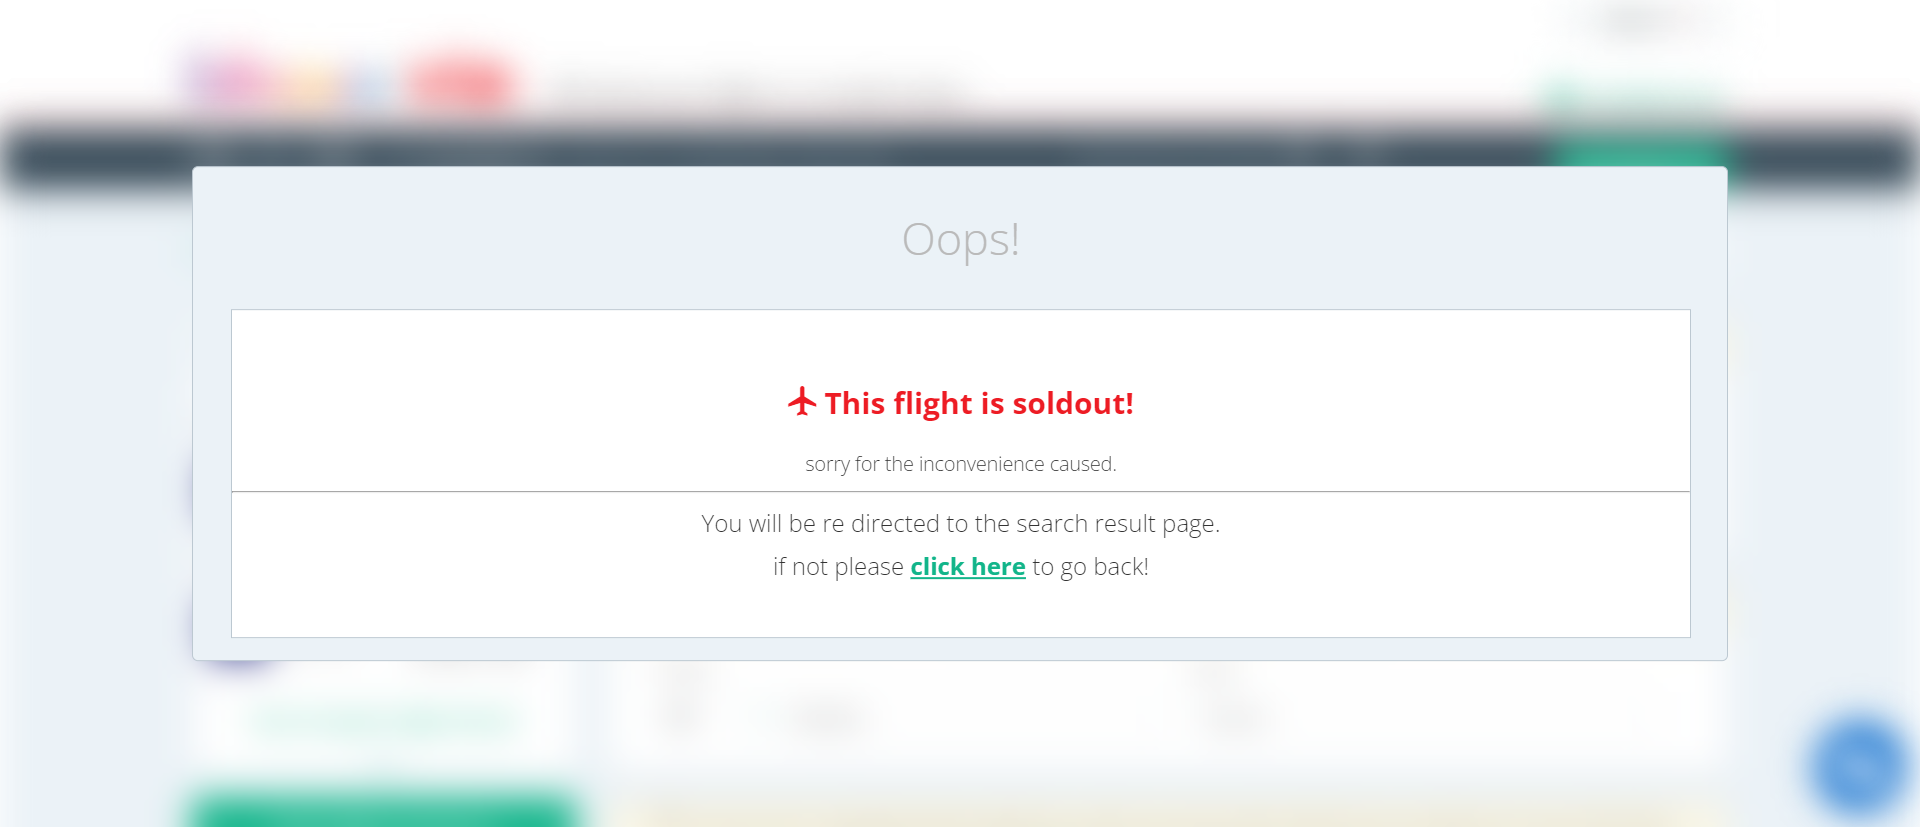 Oops!
This flight is soldout!
sorry for the inconvenience caused.
You will be re directed to the search result page.
if not please click here to go back!